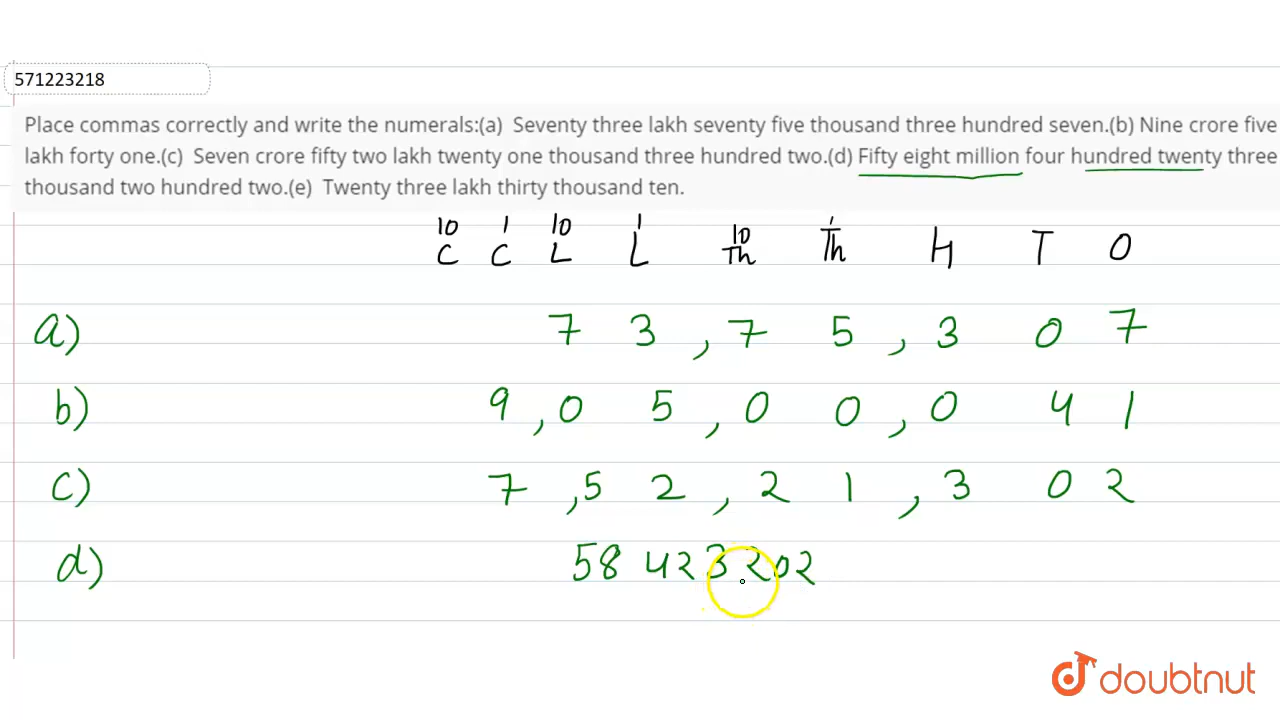 571223218
Place commas correctly and write the numerals:(a) Seventy three lakh seventy five thousand three hundred seven.(b) Nine crore five
lakh forty one.(c) Seven crore fifty two lakh twenty one thousand three hundred two.(d) Fifty eight million four hundred twenty three
thousand two hundred two.(e) Twenty three lakh thirty thousand ten.
10 1 10 1 10 1
C C L L Th Th H T O
a) 7 3 , 7 5 , 3 0 7
b) 9 , 0 5 , 0 0 , 0 4 1
c) 7 , 5 2 , 2 1 , 3 0 2
d) 58 423 202
doubtnut